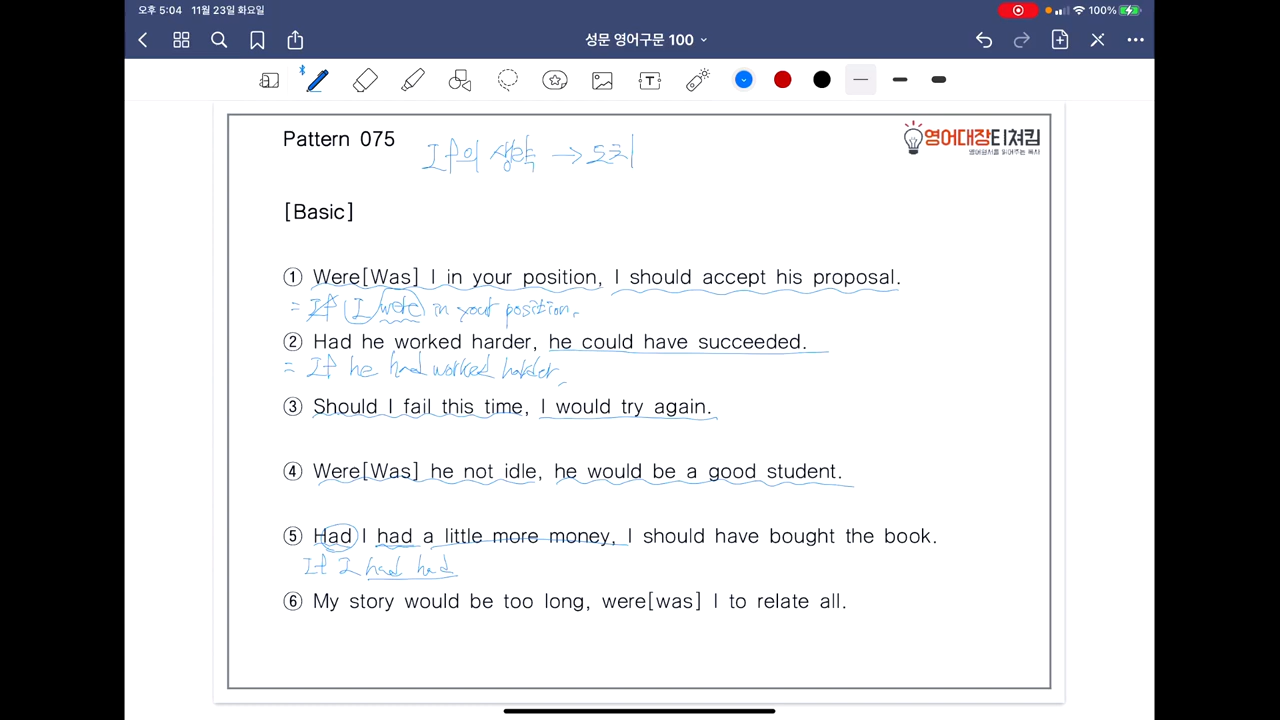 오후 5:04 11월 23일 화요일 100%
성문 영어구문 100
Pattern 075
If의 생략 → 도치
영어대장티쳐킴
[Basic]
① Were[Was] I in your position, I should accept his proposal.
= If I were in your position,
② Had he worked harder, he could have succeeded.
= If he had worked harder,
③ Should I fail this time, I would try again.
④ Were[Was] he not idle, he would be a good student.
⑤ Had I had a little more money, I should have bought the book.
If I had had
⑥ My story would be too long, were[was] I to relate all.